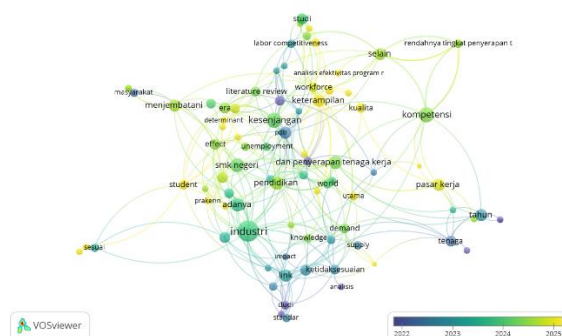 studi
labor competitiveness
selain
rendahnya tingkat penyerapan t
analisis efektivitas program r
masyarakat
literature review
workforce
menjembatani
era
keterampilan
kualita
determinant
kesenjangan
kompetensi
effect
unemployment
smk negeri
dan penyerapan tenaga kerja
student
pendidikan
world
pasar kerja
prakerin
adanya
utama
tahun
industri
knowledge
demand
supply
tenaga
sesuai
impact
link
ketidaksesuaian
analisis
dudi
standar
VOSviewer
2022 2023 2024 2025